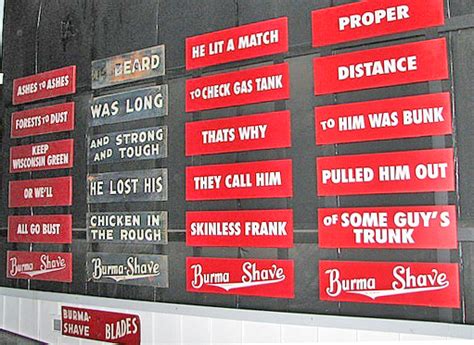 ASHES TO ASHES
FORESTS TO DUST
KEEP
WISCONSIN GREEN
OR WE'LL
ALL GO BUST
Burma Shave
BEARD
WAS LONG
AND STRONG
AND TOUGH
HE LOST HIS
CHICKEN IN
THE ROUGH
Burma-Shave
HE LIT A MATCH
TO CHECK GAS TANK
THATS WHY
THEY CALL HIM
SKINLESS FRANK
Burma Shave
PROPER
DISTANCE
TO HIM WAS BUNK
PULLED HIM OUT
OF SOME GUY'S
TRUNK
Burma Shave
BURMA-
SHAVE BLADES